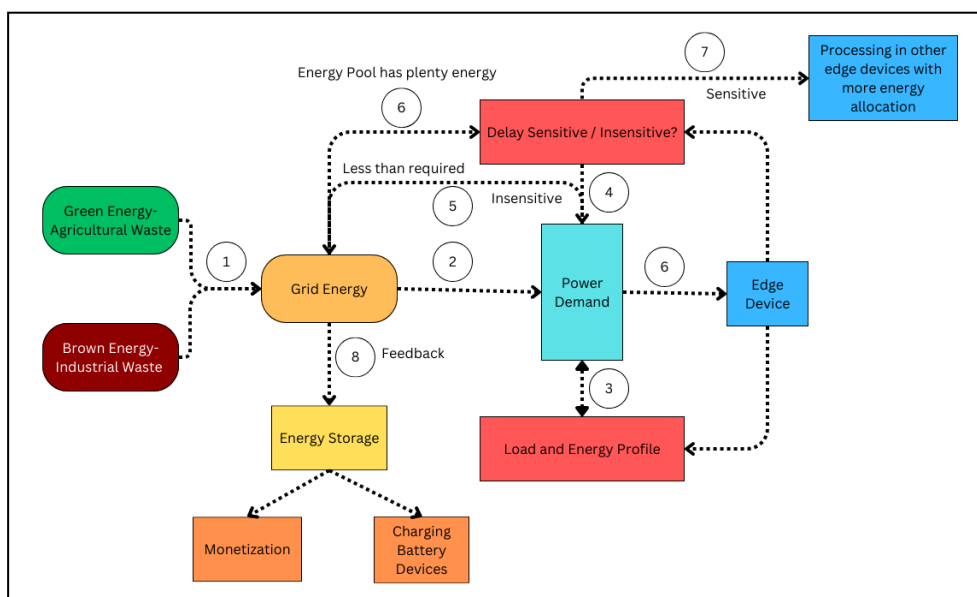 Processing in other
edge devices with
more energy
allocation
7
Sensitive
Energy Pool has plenty energy
6
Delay Sensitive / Insensitive?
Less than required
5
Insensitive
4
Green Energy-
Agricultural Waste
1
Grid Energy
2
Power
Demand
6
Edge
Device
Brown Energy-
Industrial Waste
8
Feedback
3
Energy Storage
Load and Energy Profile
Monetization
Charging
Battery
Devices